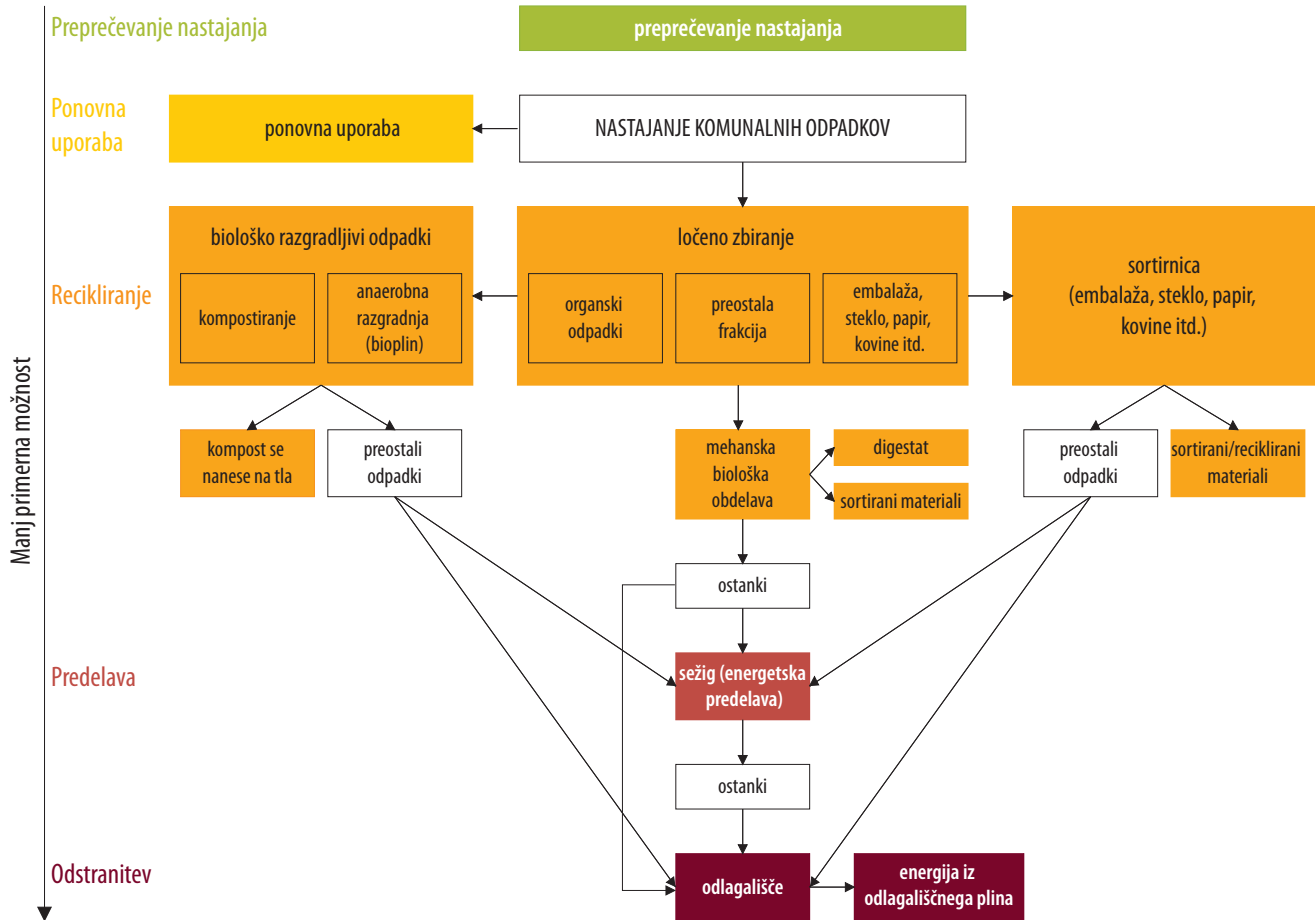 Preprečevanje nastajanja
preprečevanje nastajanja
Ponovna
uporaba
ponovna uporaba
NASTAJANJE KOMUNALNIH ODPADKOV
Recikliranje
biološko razgradljivi odpadki
kompostiranje
anaerobna
razgradnja
(bioplin)
ločeno zbiranje
organski
odpadki
preostala
frakcija
embalaža,
steklo, papir,
kovine itd.
sortirnica
(embalaža, steklo, papir,
kovine itd.)
Manj primerna možnost
kompost se
nanese na tla
preostali
odpadki
mehanska
biološka
obdelava
digestat
sortirani materiali
preostali
odpadki
sortirani/reciklirani
materiali
ostanki
Predelava
sežig (energetska
predelava)
ostanki
Odstranitev
odlagališče
energija iz
odlagališčnega plina